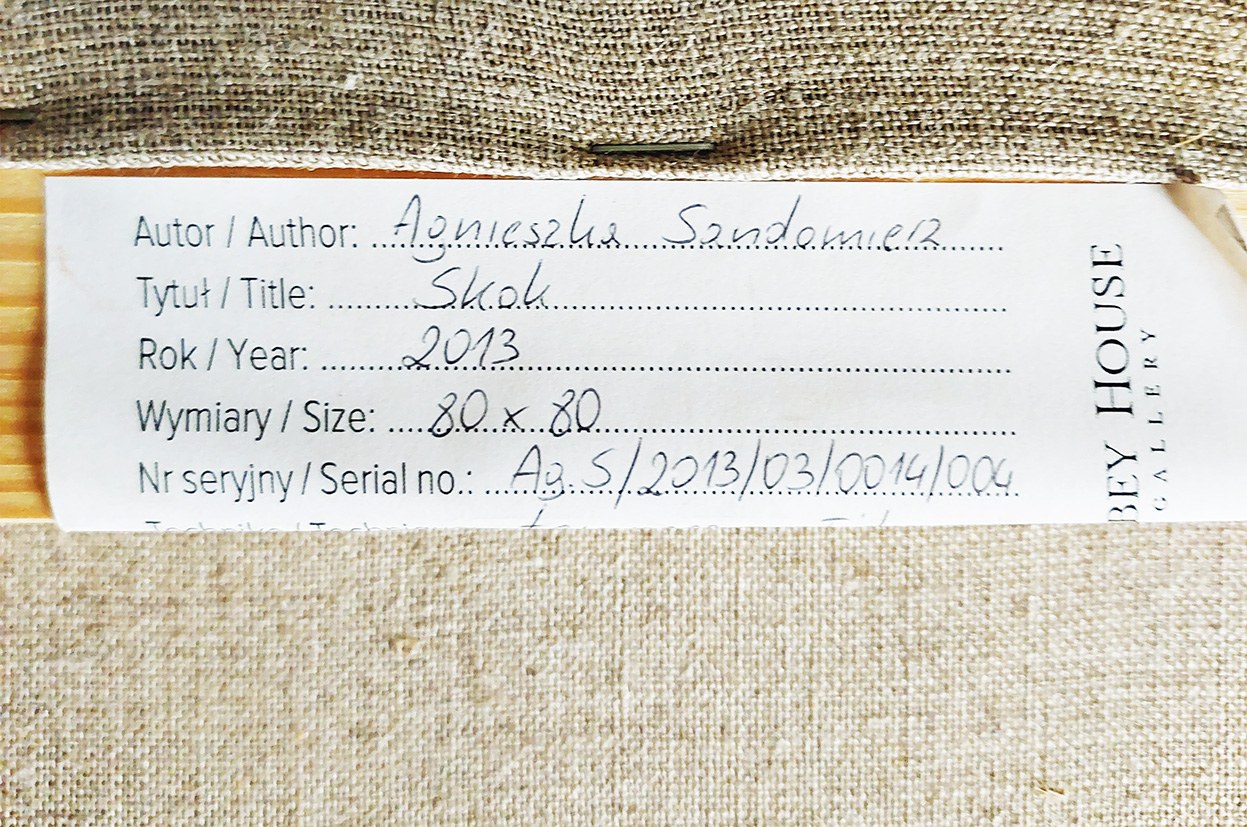 Autor / Author: Agnieszka Sandomierz
Tytuł / Title: Skok
Rok / Year: 2013
Wymiary / Size: 80 x 80
Nr seryjny / Serial no.: Ag.S/2013/03/0014/004
BEY HOUSE
GALLERY